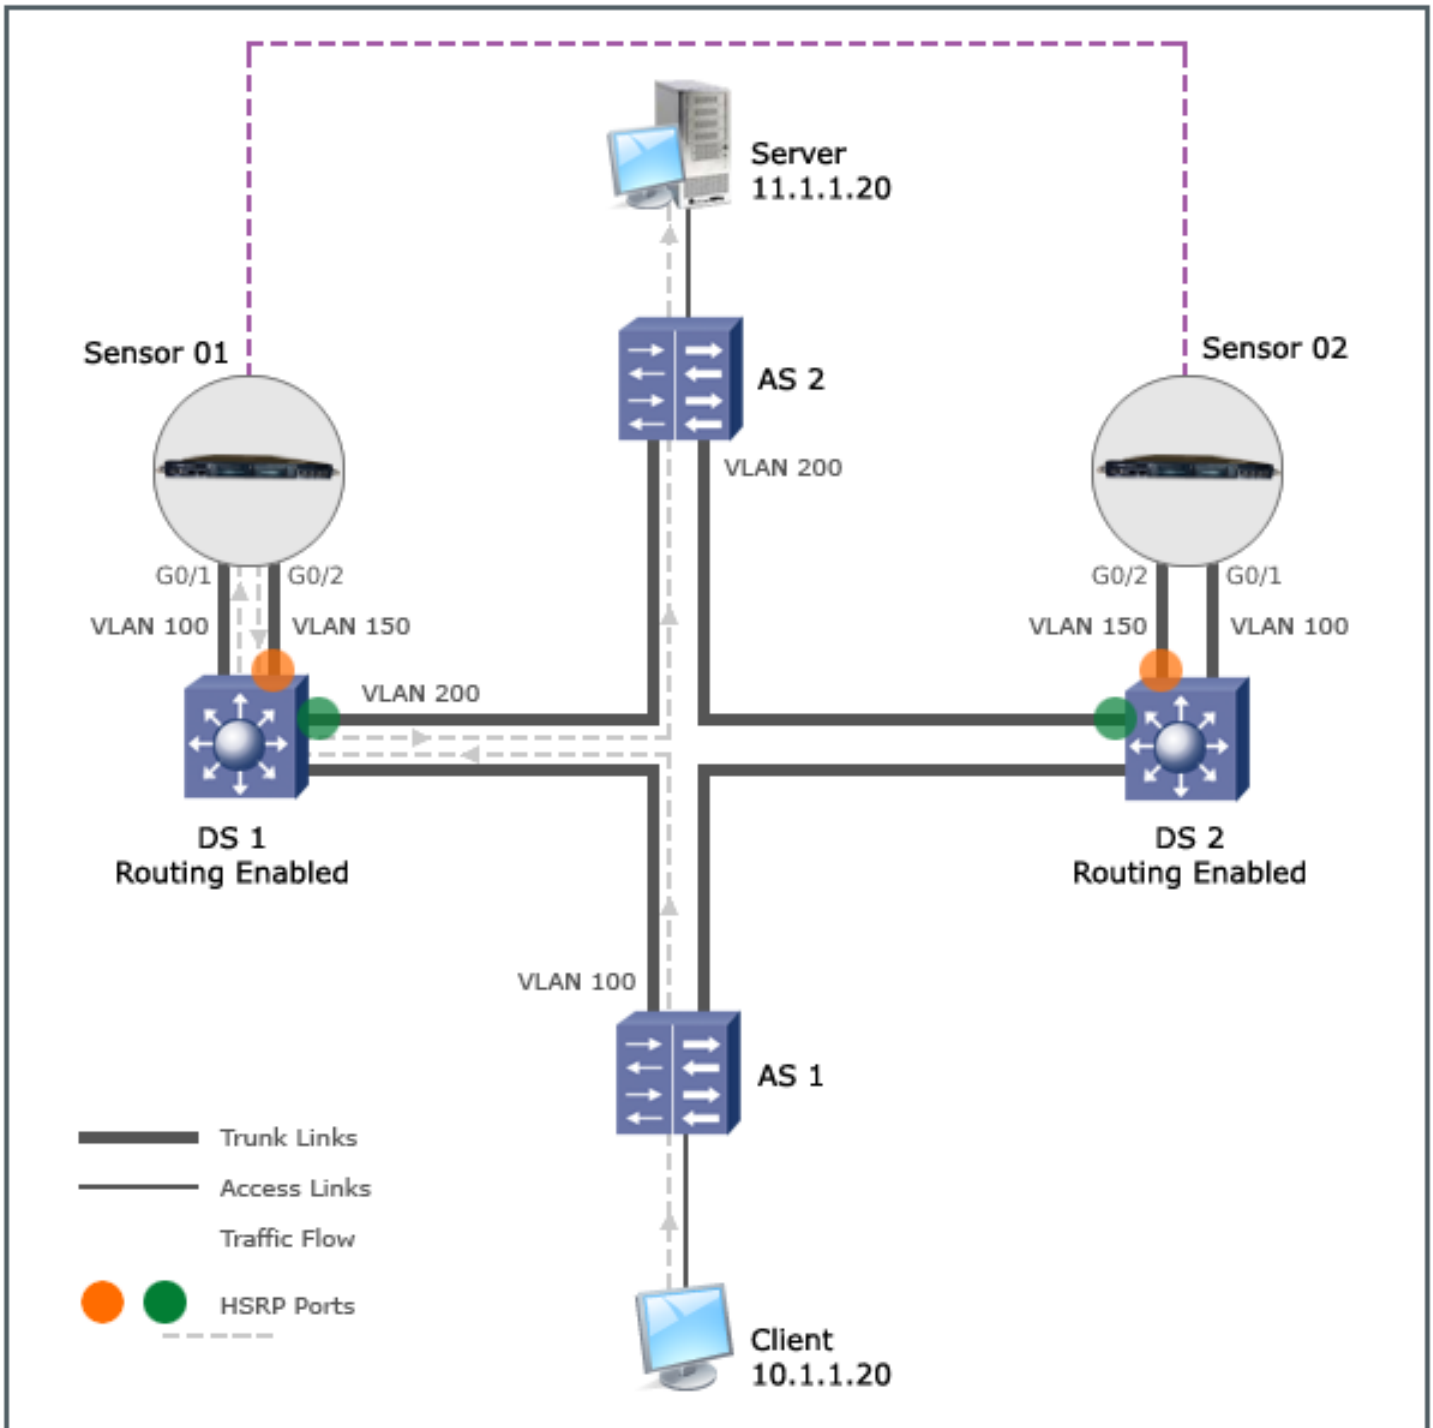 Server
11.1.1.20
Sensor 01
Sensor 02
AS 2
VLAN 200
G0/1
G0/2
G0/2
G0/1
VLAN 100
VLAN 150
VLAN 150
VLAN 100
VLAN 200
DS 1
Routing Enabled
DS 2
Routing Enabled
VLAN 100
AS 1
Trunk Links
Access Links
Traffic Flow
HSRP Ports
Client
10.1.1.20